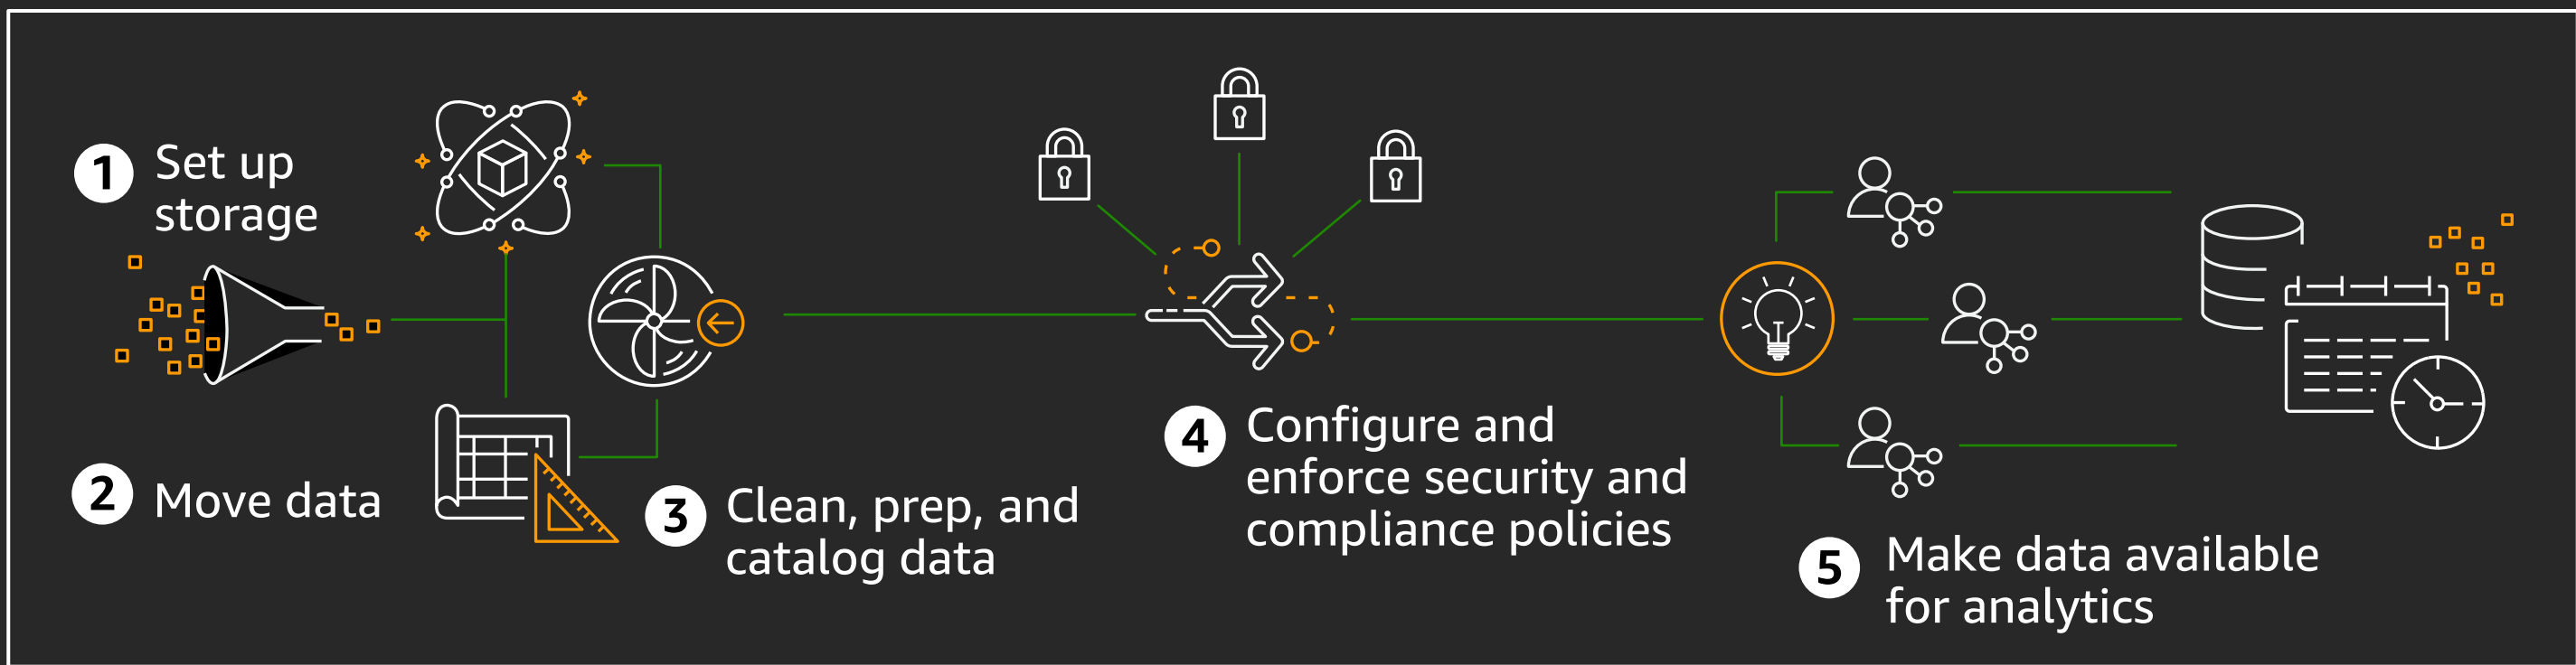 1 Set up
storage
2 Move data
3 Clean, prep, and
catalog data
4 Configure and
enforce security and
compliance policies
5 Make data available
for analytics